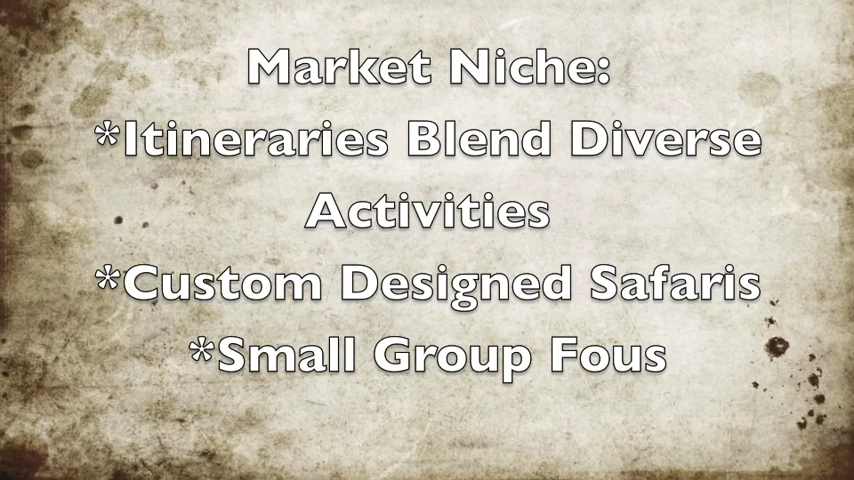 Market Niche:
*Itineraries Blend Diverse
Activities
*Custom Designed Safaris
*Small Group Fous